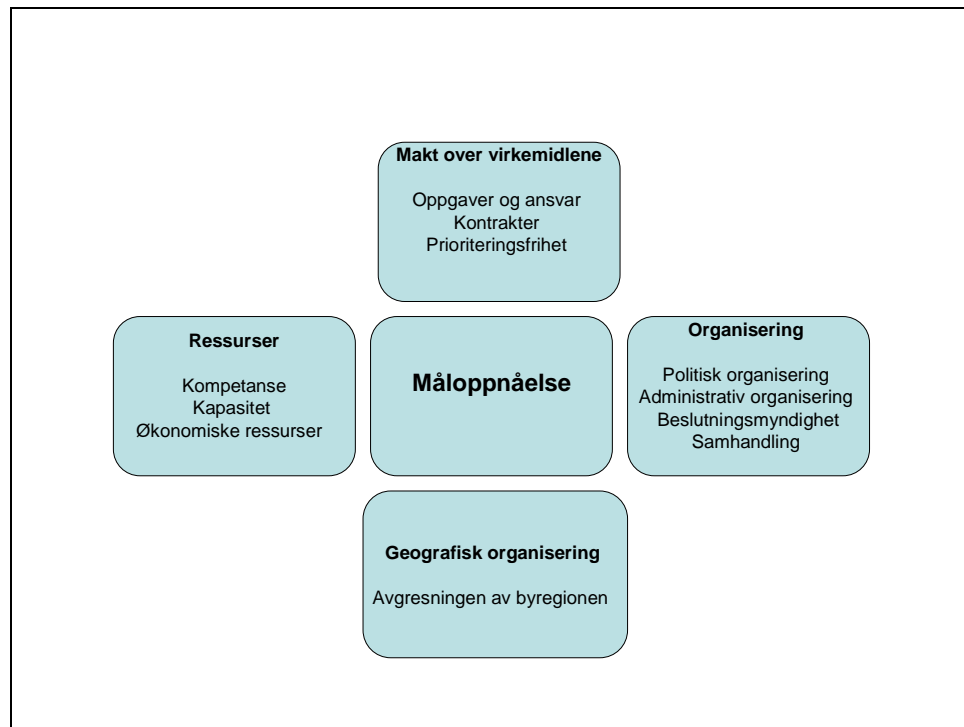 Makt over virkemidlene
Oppgaver og ansvar
Kontrakter
Prioriteringsfrihet
Ressurser
Kompetanse
Kapasitet
Økonomiske ressurser
Måloppnåelse
Organisering
Politisk organisering
Administrativ organisering
Beslutningsmyndighet
Samhandling
Geografisk organisering
Avgresningen av byregionen